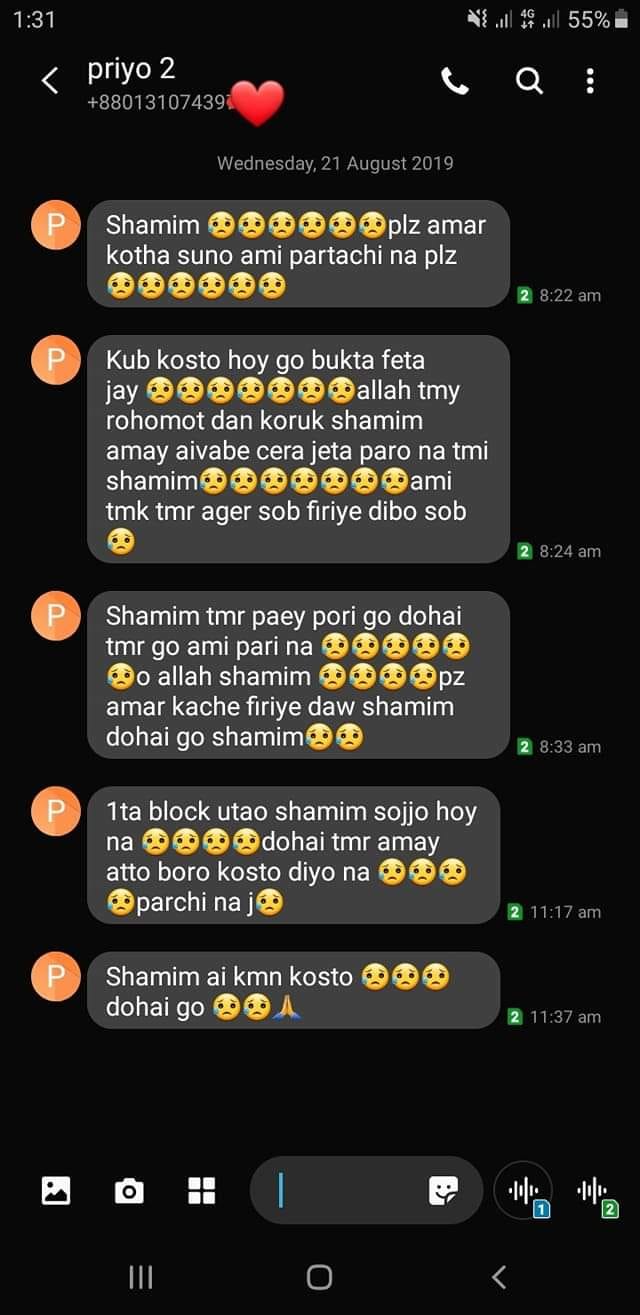 1:31 4G 55%
priyo 2
+88013107439
Wednesday, 21 August 2019
P
Shamim 😥😥😥😥😥😥plz amar
kotha suno ami partachi na plz
😥😥😥😥😥😥
2 8:22 am
P
Kub kosto hoy go bukta feta
jay 😥😥😥😥😥😥😥allah tmy
rohomot dan koruk shamim
amay aivabe cera jeta paro na tmi
shamim😥😥😥😥😥😥😥ami
tmk tmr ager sob firiye dibo sob
😥
2 8:24 am
P
Shamim tmr paey pori go dohai
tmr go ami pari na 😥😥😥😥😥
😥o allah shamim 😥😥😥😥pz
amar kache firiye daw shamim
dohai go shamim😥😥
2 8:33 am
P
1ta block utao shamim sojjo hoy
na 😥😥😥😥dohai tmr amay
atto boro kosto diyo na 😥😥😥
😥parchi na j😥
2 11:17 am
P
Shamim ai kmn kosto 😥😥😥
dohai go 😥😥🙏
2 11:37 am
1 2